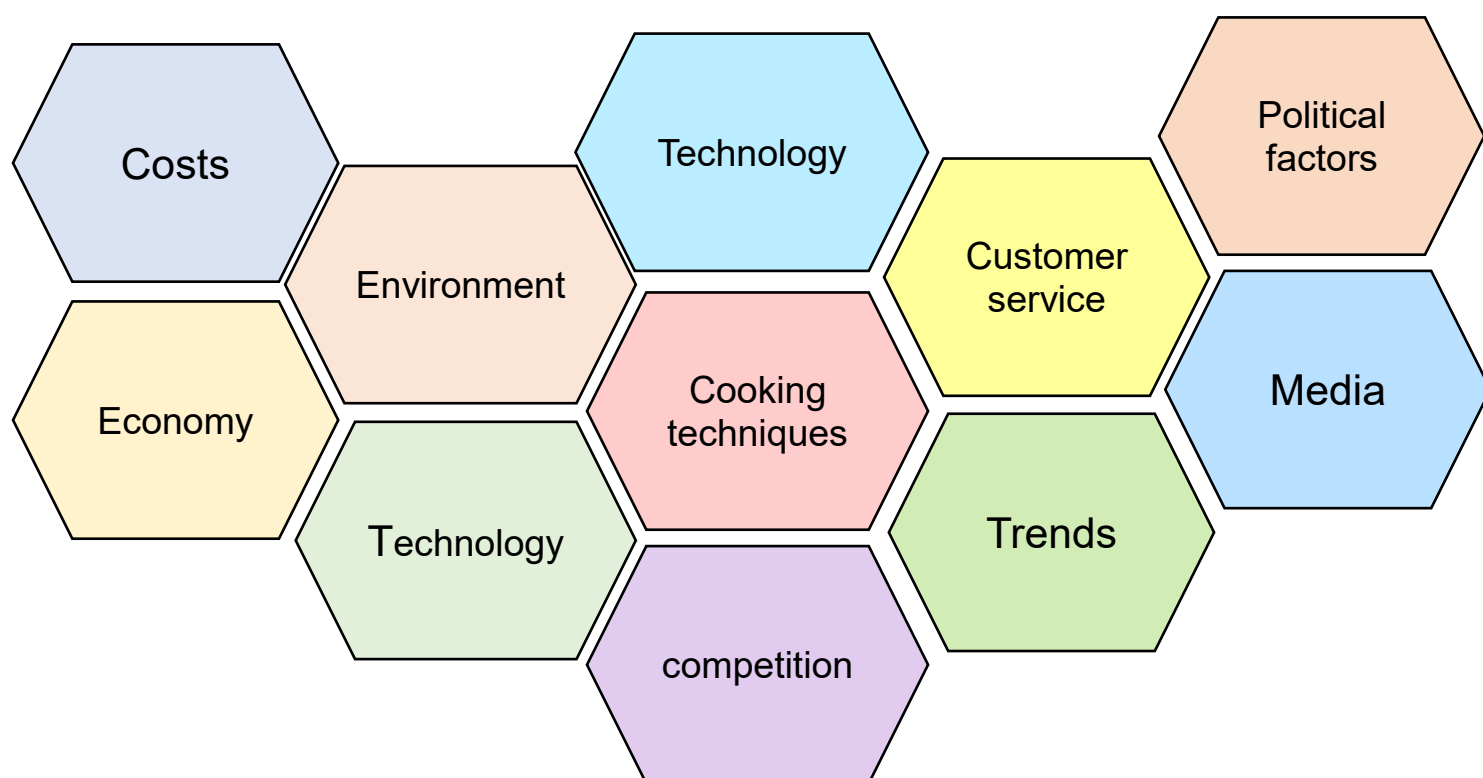 Costs
Environment
Technology
Customer
service
Political
factors
Economy
Technology
Cooking
techniques
Trends
Media
competition